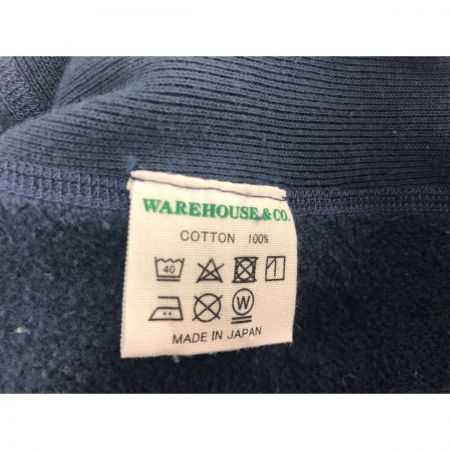 WAREHOUSE & CO.
COTTON 100%
40
W
MADE IN JAPAN